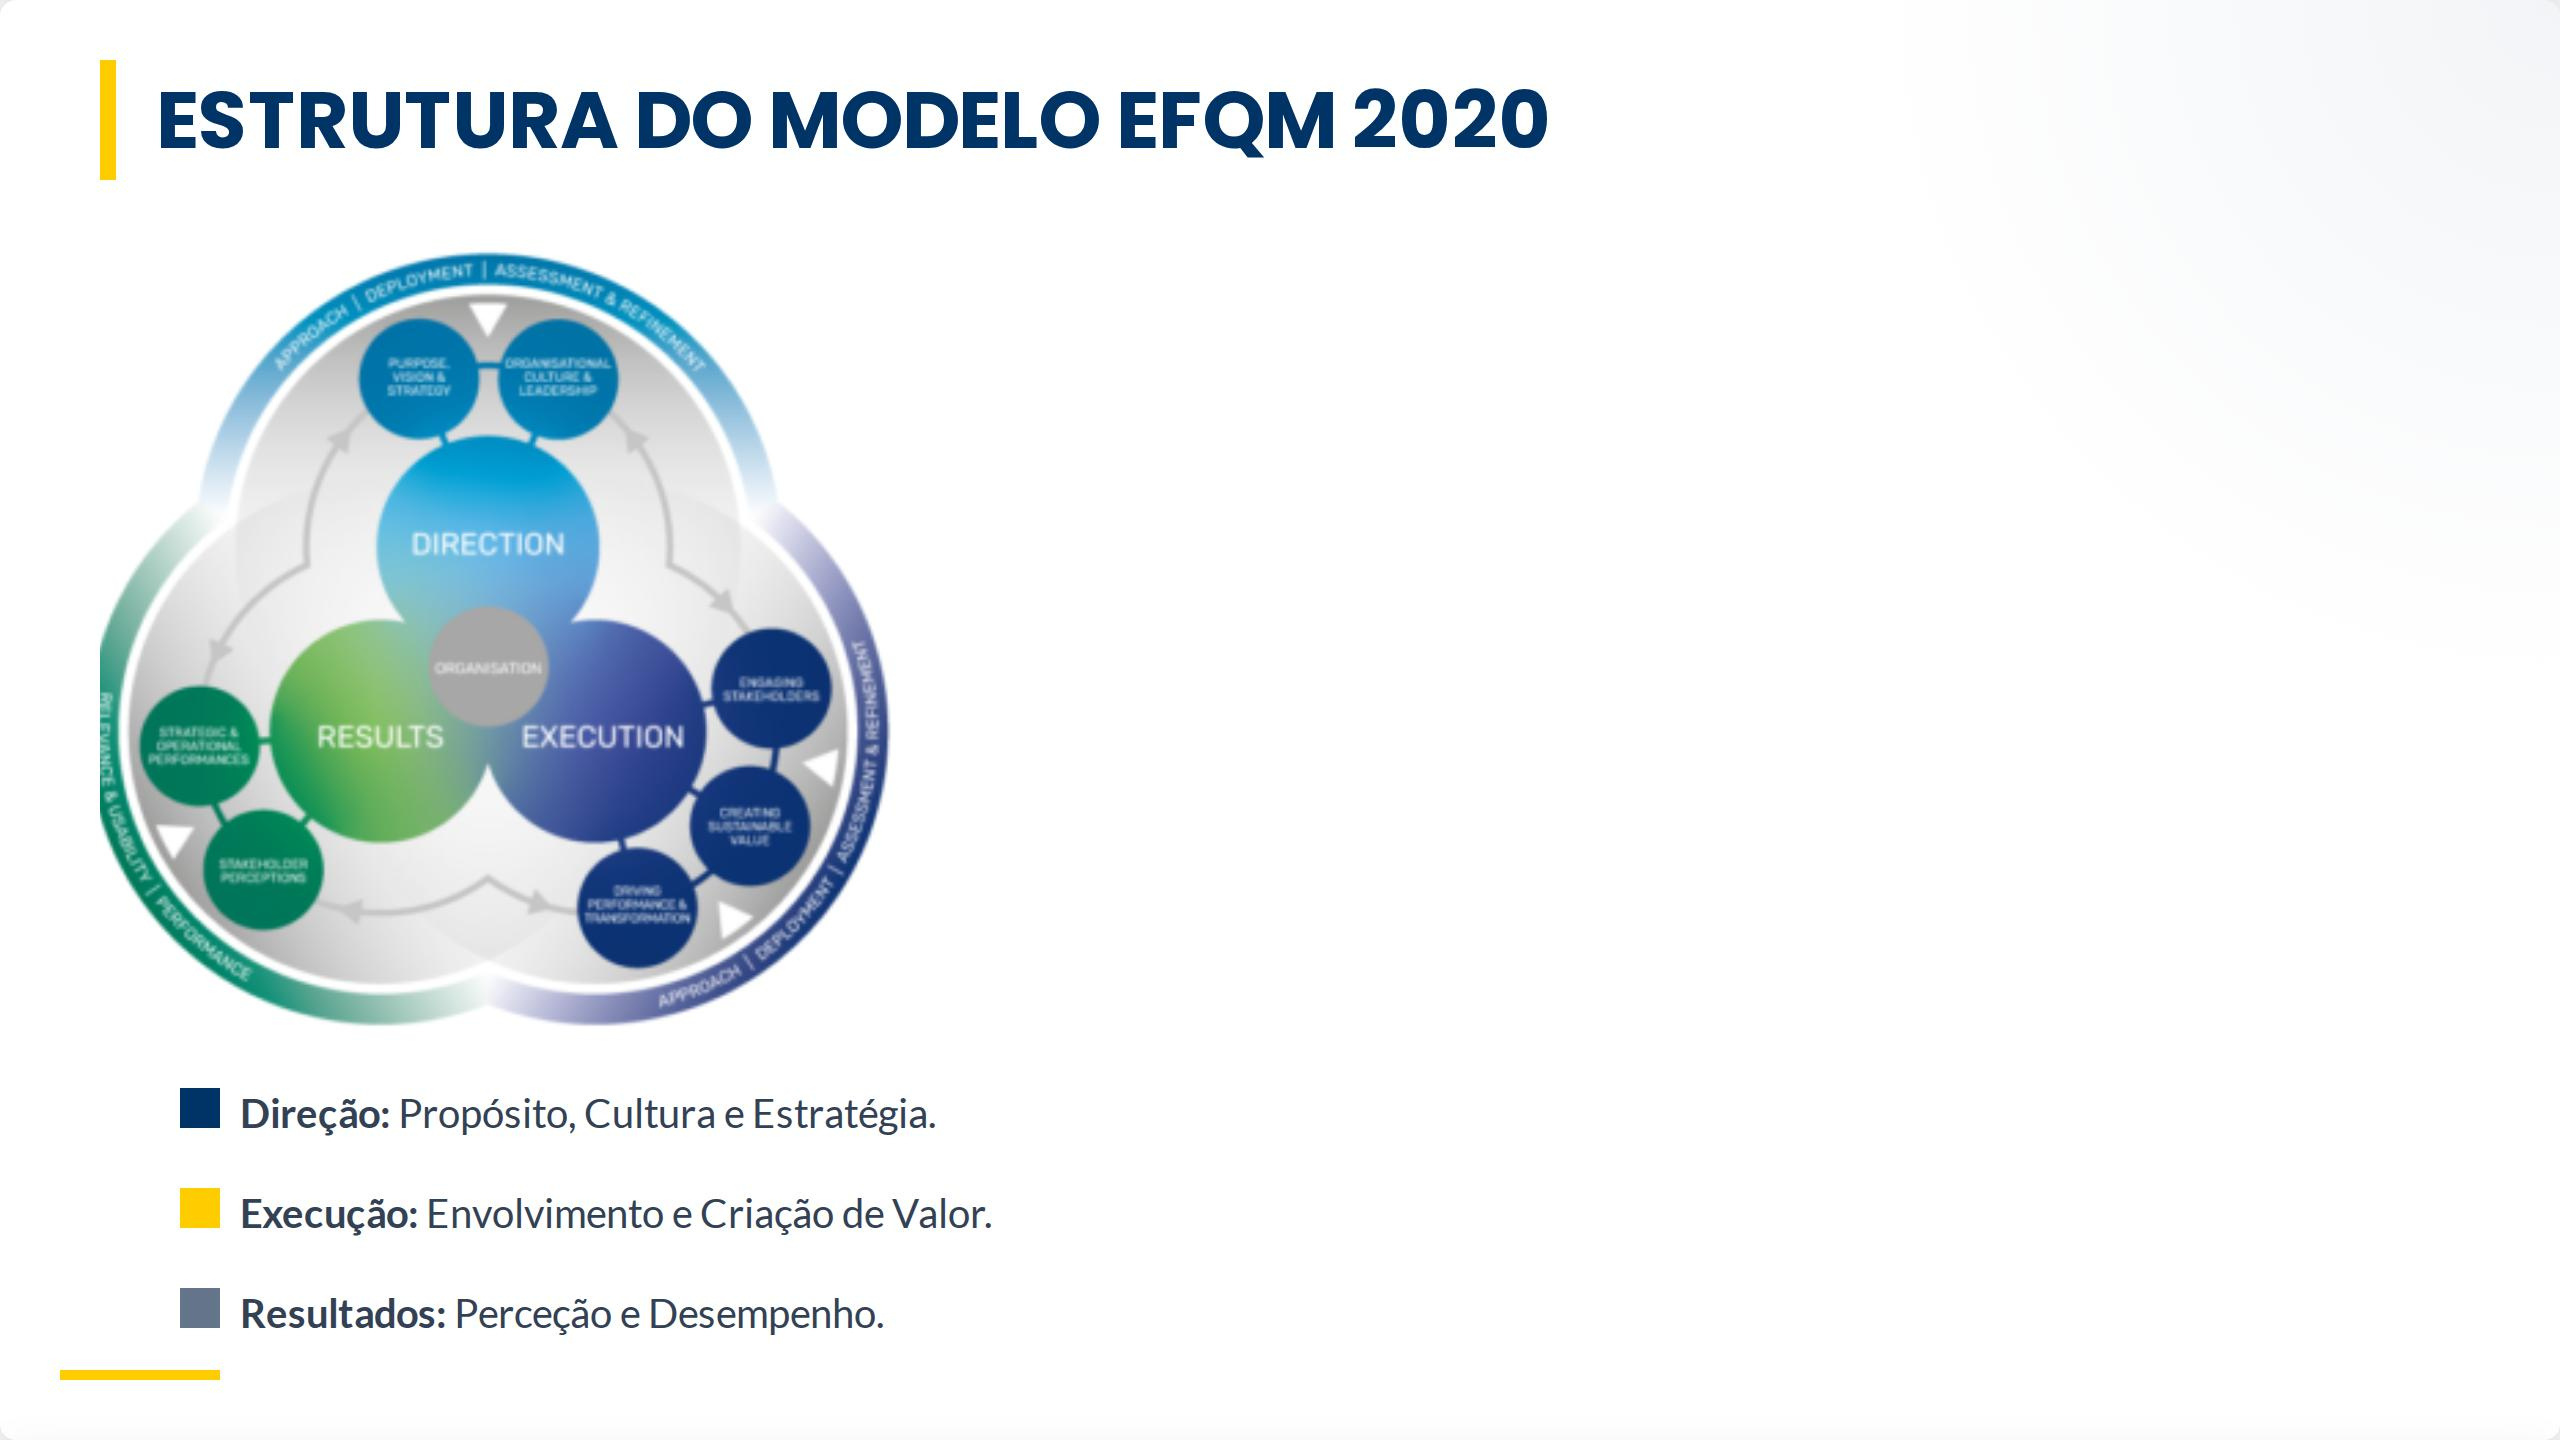 ESTRUTURA DO MODELO EFQM 2020
APPROACH | DEPLOYMENT | ASSESSMENT & REFINEMENT
PURPOSE,
VISION &
STRATEGY
ORGANISATIONAL
CULTURE &
LEADERSHIP
DIRECTION
ORGANISATION
RESULTS
EXECUTION
ENGAGING
STAKEHOLDERS
CREATING
SUSTAINABLE
VALUE
DRIVING
PERFORMANCE &
TRANSFORMATION
STRATEGIC &
OPERATIONAL
PERFORMANCES
STAKEHOLDER
PERCEPTIONS
RELEVANCE & USABILITY | PERFORMANCE
APPROACH | DEPLOYMENT | ASSESSMENT & REFINEMENT
Direção: Propósito, Cultura e Estratégia.
Execução: Envolvimento e Criação de Valor.
Resultados: Perceção e Desempenho.